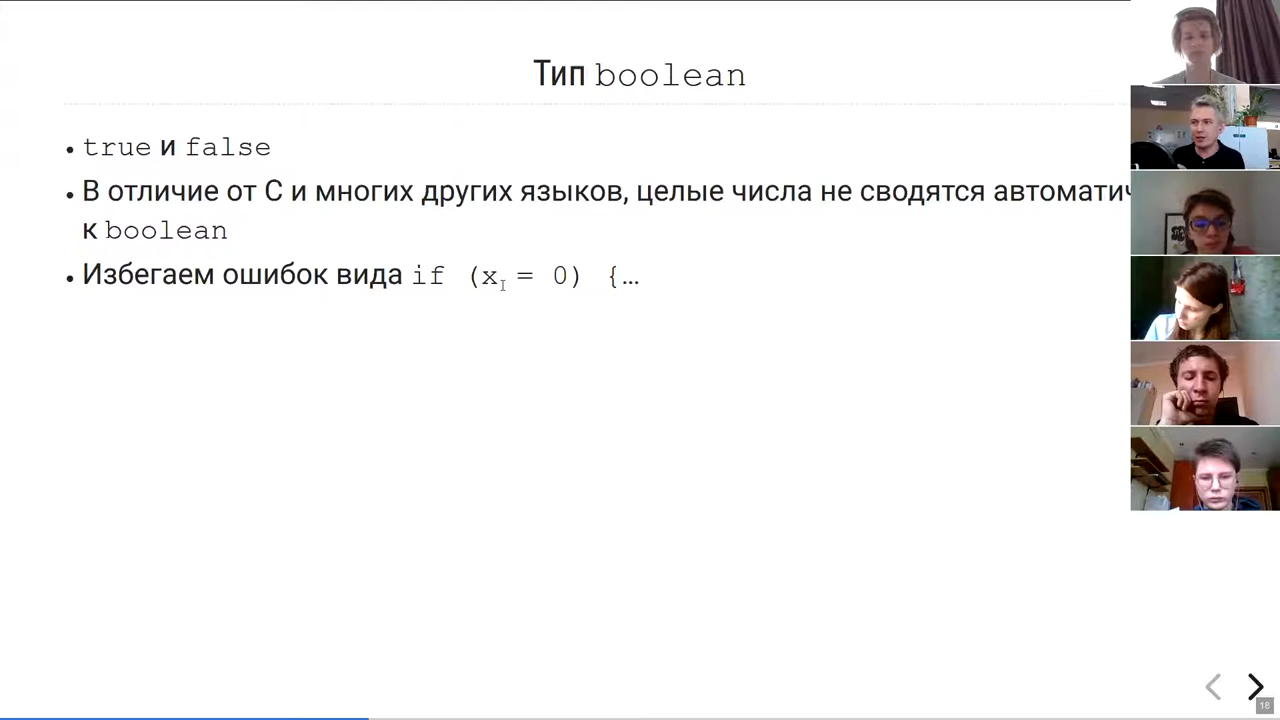 Тип boolean
• true и false
• В отличие от C и многих других языков, целые числа не сводятся
к boolean
• Избегаем ошибок вида if (x = 0) {…
18